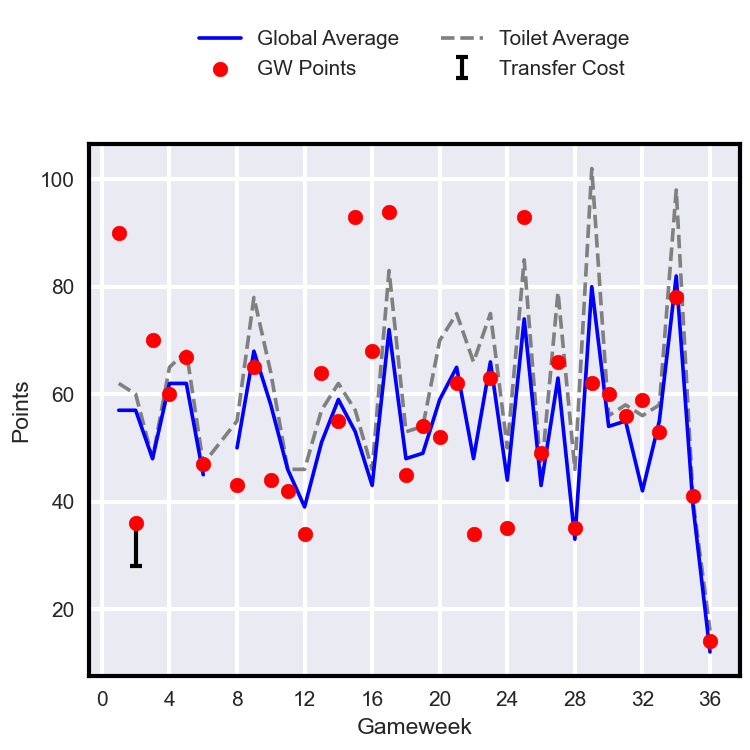 Global Average Toilet Average
GW Points Transfer Cost
100
80
60
40
20
Points
0 4 8 12 16 20 24 28 32 36
Gameweek